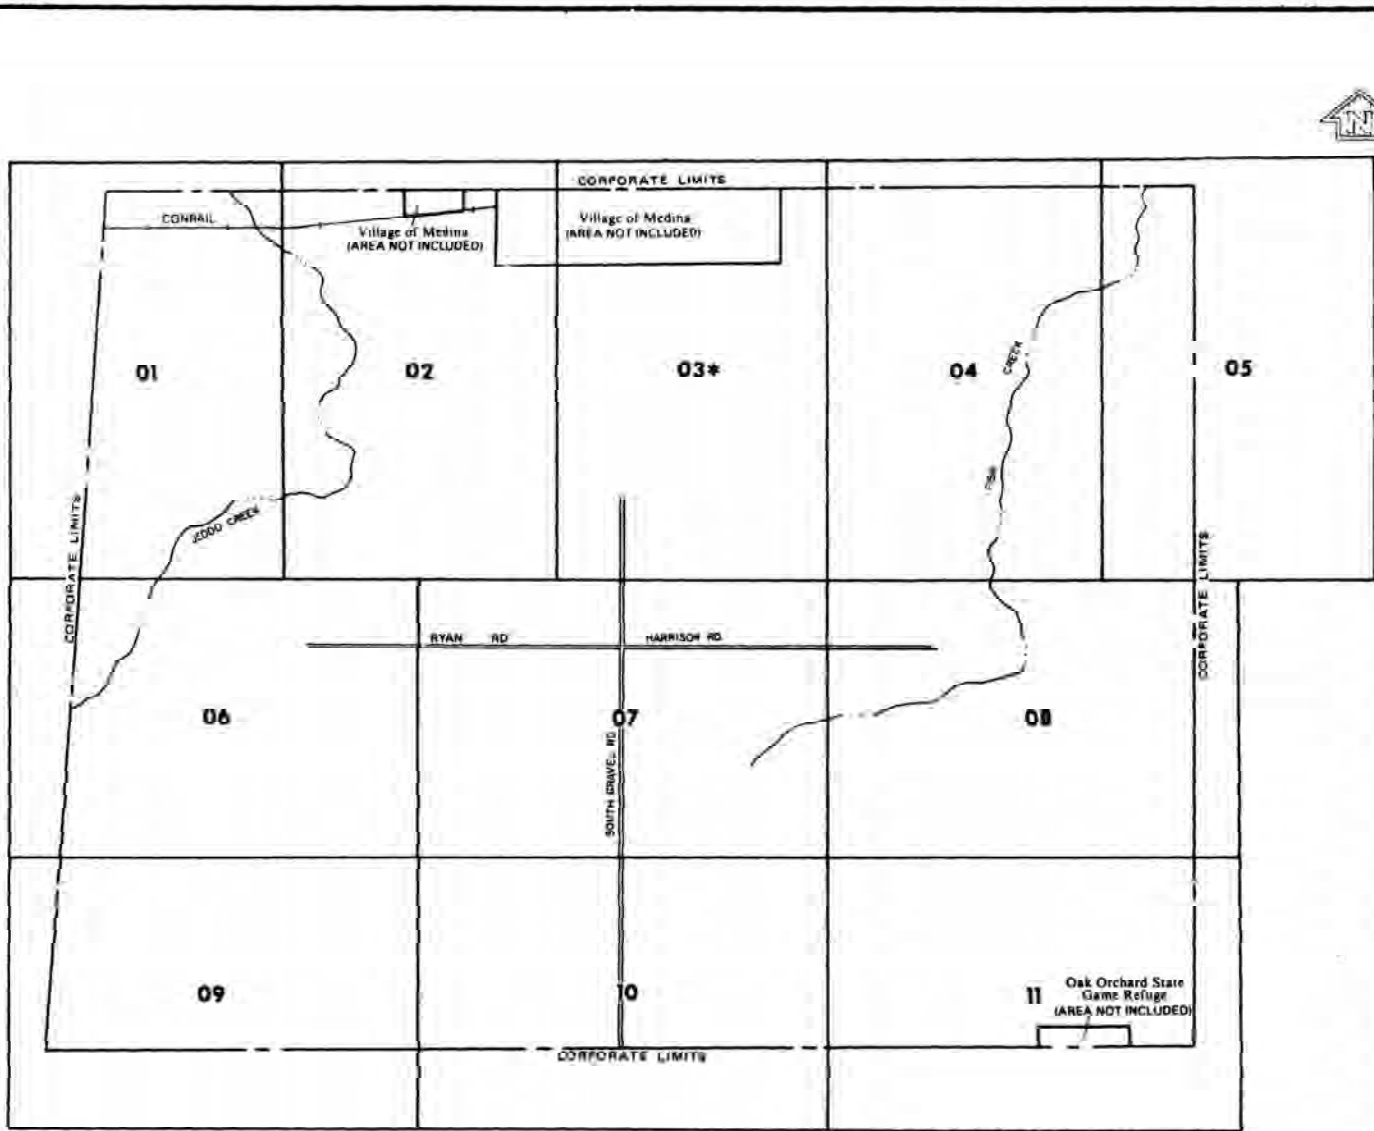 N
CORPORATE LIMITS
CONRAIL
Village of Medina
(AREA NOT INCLUDED)
Village of Medina
(AREA NOT INCLUDED)
01
02
03*
04
05
CREEK
FISH
JEDDO CREEK
CORPORATE LIMITS
CORPORATE LIMITS
RYAN RD
HARRISON RD
06
07
08
SOUTH GRAVEL RD
09
10
11
Oak Orchard State
Game Refuge
(AREA NOT INCLUDED)
CORPORATE LIMITS